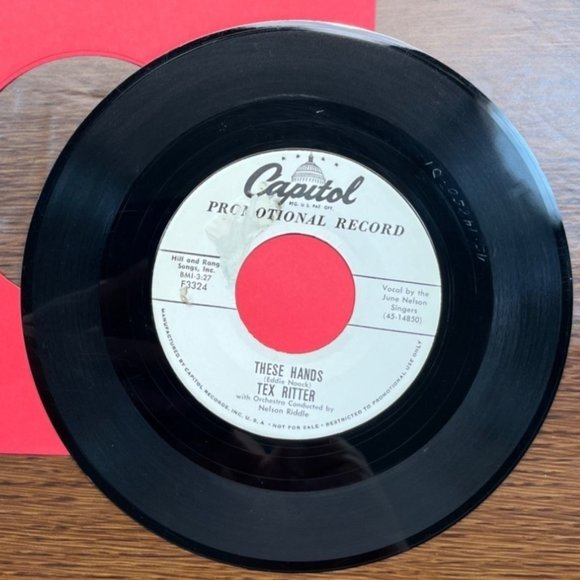 Capitol
REG. U.S. PAT. OFF.
PROMOTIONAL RECORD
Hill and Range
Songs, Inc.
BMI-3:27
F3324
Vocal by the
June Nelson
Singers
(45-14850)
THESE HANDS
(Eddie Noack)
TEX RITTER
with Orchestra Conducted by
Nelson Riddle
MANUFACTURED BY CAPITOL RECORDS, INC. U.S.A. • NOT FOR SALE • RESTRICTED TO PROMOTIONAL USE ONLY